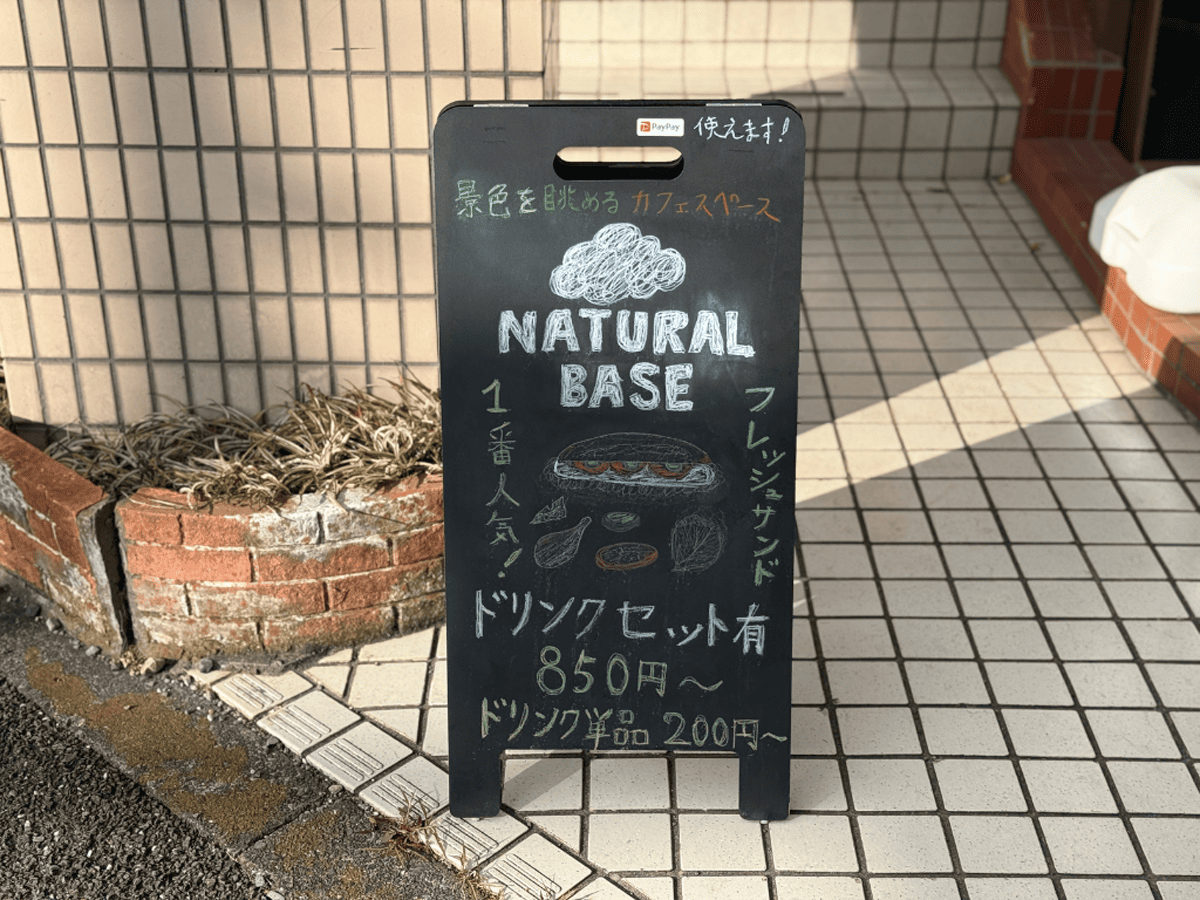 PayPay 使えます!
景色を眺める カフェスペース
NATURAL
BASE
1番人気!
フレッシュサンド
ドリンクセット有
850円〜
ドリンク単品 200円〜